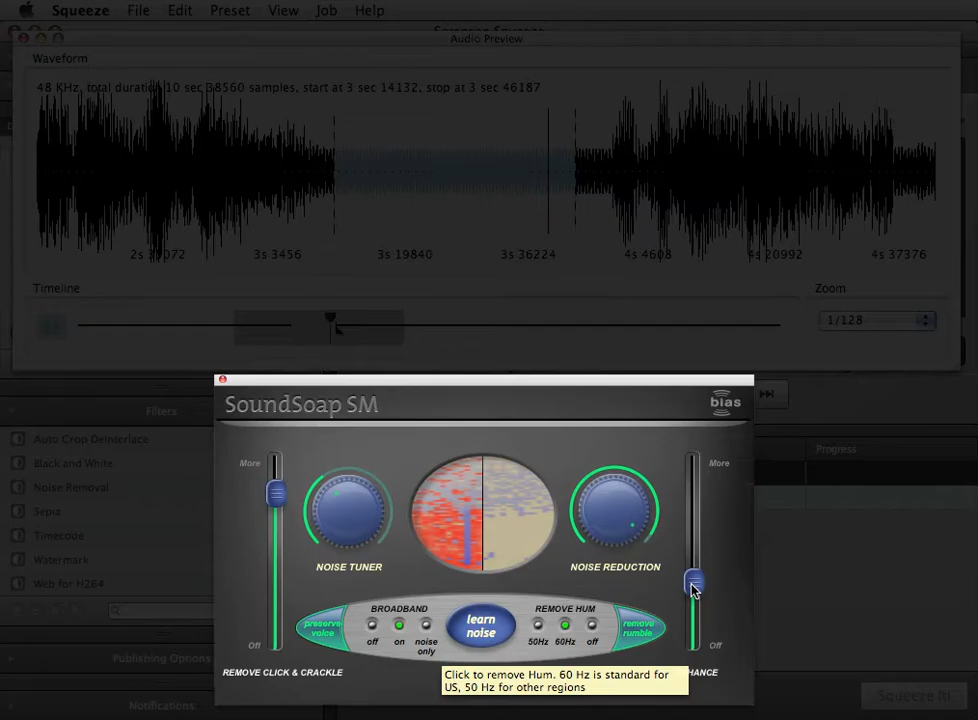 Squeeze File Edit Preset View Job Help
Audio Preview
Waveform
48 KHz, total duration 10 sec 38560 samples, start at 3 sec 14132, stop at 3 sec 46187
2s 39072 3s 3456 3s 19840 3s 36224 4s 4608 4s 20992 4s 37376
Timeline
Zoom
1/128
SoundSoap SM
bias
Filters
Progress
Auto Crop DeInterlace
Black and White
Noise Removal
Sepia
Timecode
Watermark
Web for H264
More
More
NOISE TUNER
NOISE REDUCTION
BROADBAND
REMOVE HUM
preserve voice
learn noise
remove rumble
off on noise only
50Hz 60Hz off
Off
Off
REMOVE CLICK & CRACKLE
HANCE
Click to remove Hum. 60 Hz is standard for
US, 50 Hz for other regions
Publishing Options
Notifications
Squeeze It!